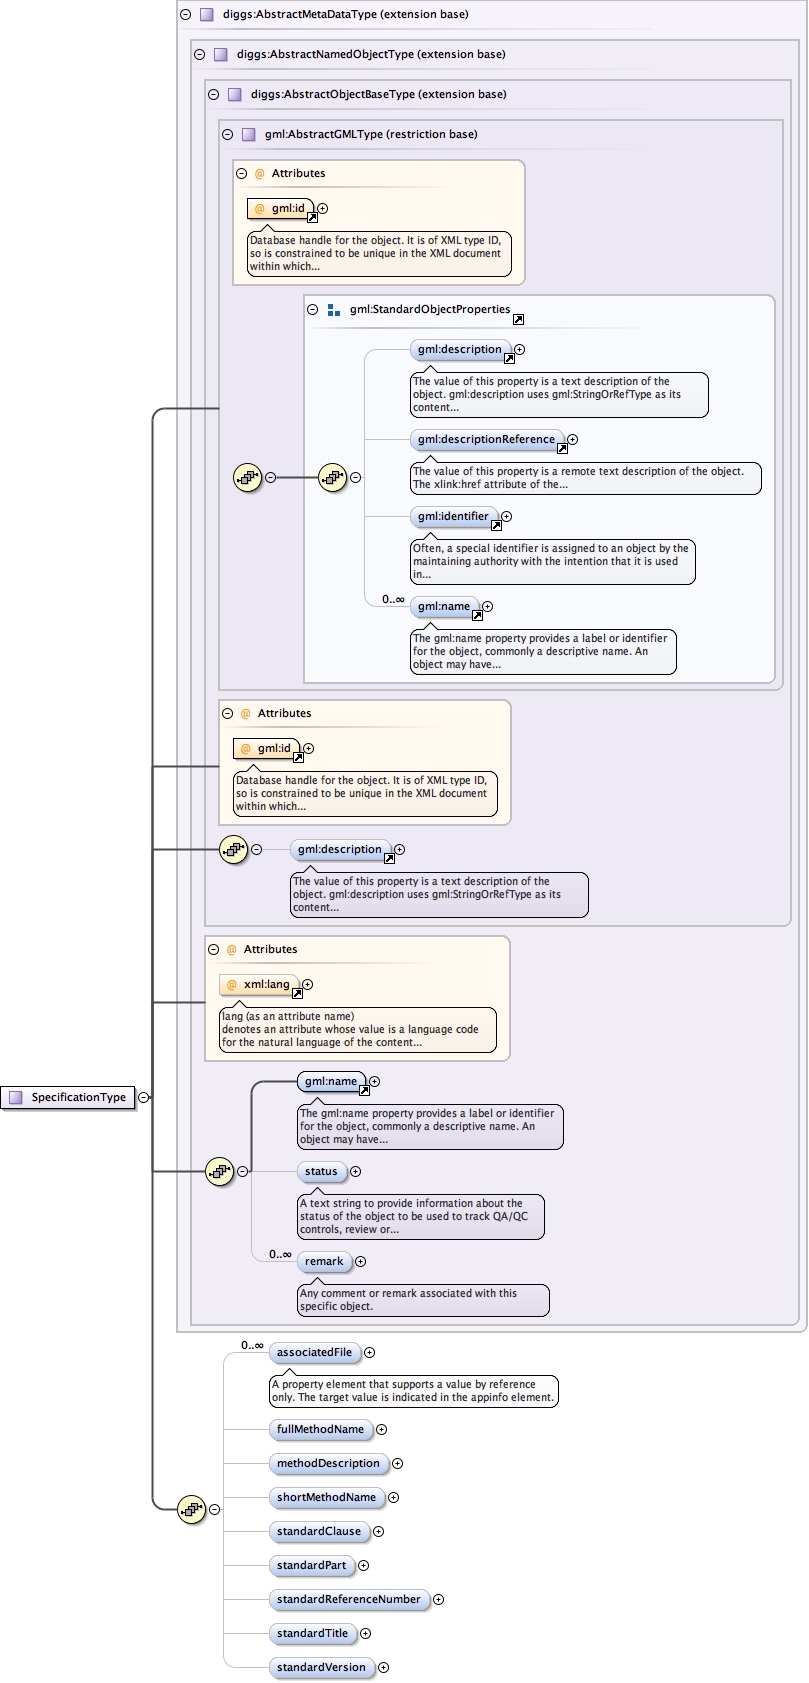 diggs:AbstractMetaDataType (extension base)
diggs:AbstractNamedObjectType (extension base)
diggs:AbstractObjectBaseType (extension base)
gml:AbstractGMLType (restriction base)
@ Attributes
@ gml:id
Database handle for the object. It is of XML type ID,
so is constrained to be unique in the XML document
within which...
gml:StandardObjectProperties
gml:description
The value of this property is a text description of the
object. gml:description uses gml:StringOrRefType as its
content...
gml:descriptionReference
The value of this property is a remote text description of the object.
The xlink:href attribute of the...
gml:identifier
Often, a special identifier is assigned to an object by the
maintaining authority with the intention that it is used
in...
0..∞
gml:name
The gml:name property provides a label or identifier
for the object, commonly a descriptive name. An
object may have...
@ Attributes
@ gml:id
Database handle for the object. It is of XML type ID,
so is constrained to be unique in the XML document
within which...
gml:description
The value of this property is a text description of the
object. gml:description uses gml:StringOrRefType as its
content...
@ Attributes
@ xml:lang
lang (as an attribute name)
denotes an attribute whose value is a language code
for the natural language of the content...
SpecificationType
gml:name
The gml:name property provides a label or identifier
for the object, commonly a descriptive name. An
object may have...
status
A text string to provide information about the
status of the object to be used to track QA/QC
controls, review or...
0..∞
remark
Any comment or remark associated with this
specific object.
0..∞
associatedFile
A property element that supports a value by reference
only. The target value is indicated in the appinfo element.
fullMethodName
methodDescription
shortMethodName
standardClause
standardPart
standardReferenceNumber
standardTitle
standardVersion